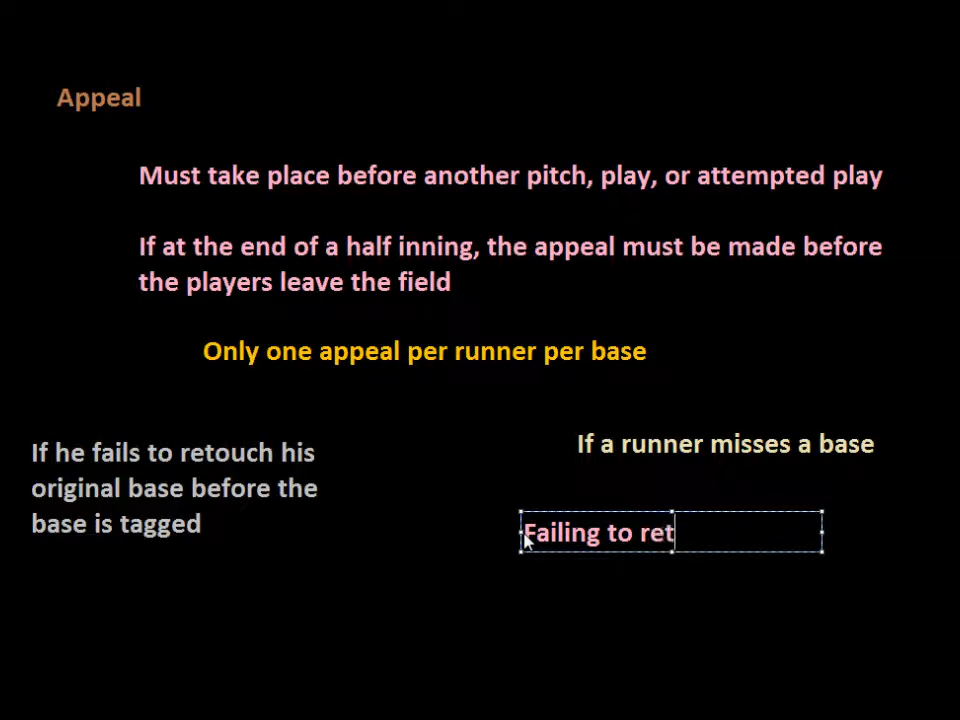 Appeal
Must take place before another pitch, play, or attempted play
If at the end of a half inning, the appeal must be made before
the players leave the field
Only one appeal per runner per base
If he fails to retouch his
original base before the
base is tagged
If a runner misses a base
Failing to ret